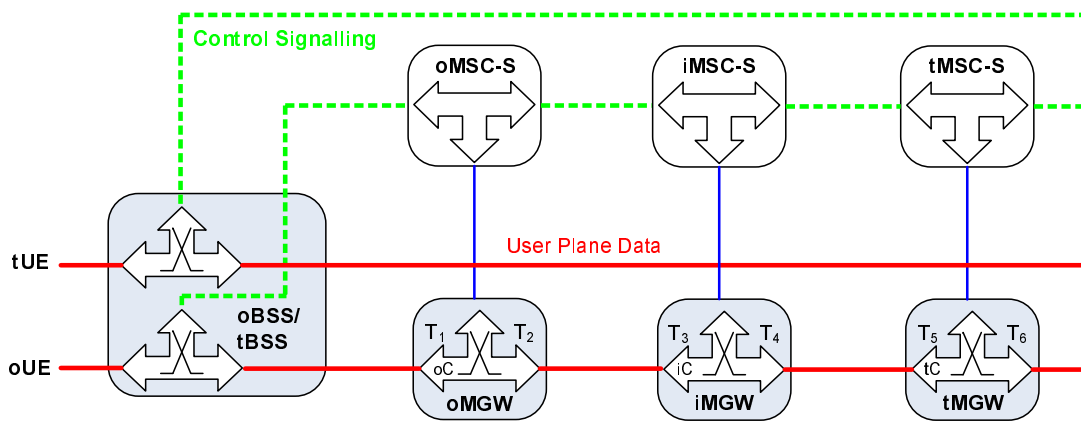 Control Signalling
oMSC-S
iMSC-S
tMSC-S
tUE
User Plane Data
oBSS/
tBSS
oUE
T1
T2
oC
oMGW
T3
T4
iC
iMGW
T5
T6
tC
tMGW